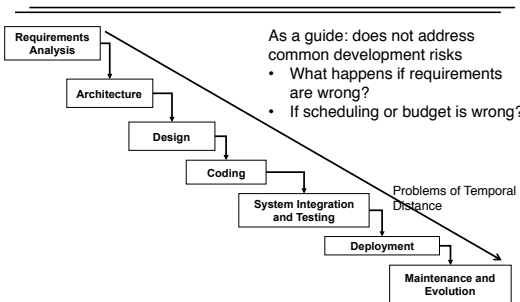 Requirements
Analysis
As a guide: does not address
common development risks
• What happens if requirements
are wrong?
• If scheduling or budget is wrong?
Architecture
Design
Coding
Problems of Temporal
Distance
System Integration
and Testing
Deployment
Maintenance and
Evolution